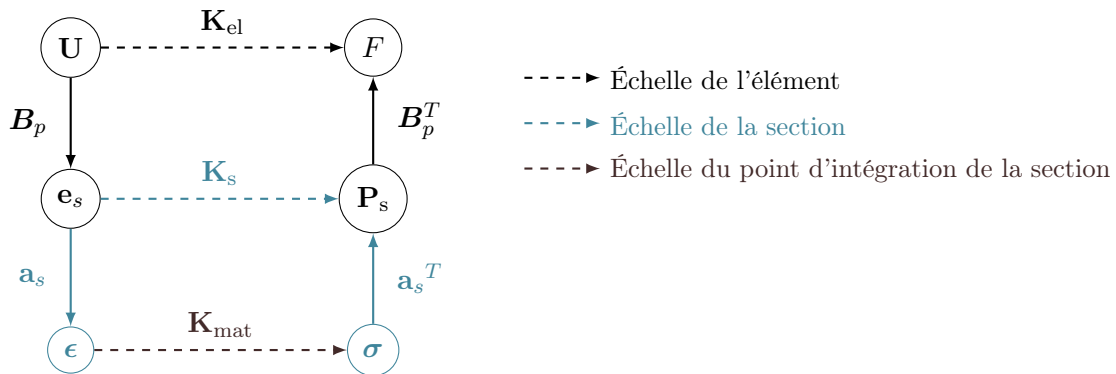 K_el
U
F
B_p
B_p^T
K_s
e_s
P_s
a_s
a_s^T
K_mat
ϵ
σ
Échelle de l'élément
Échelle de la section
Échelle du point d'intégration de la section